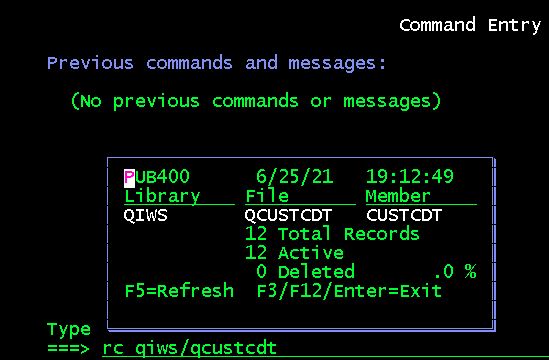 Command Entry
Previous commands and messages:
(No previous commands or messages)
PUB400 6/25/21 19:12:49
Library File Member
QIWS QCUSTCDT CUSTCDT
12 Total Records
12 Active
0 Deleted .0 %
F5=Refresh F3/F12/Enter=Exit
Type
===> rc qiws/qcustcdt